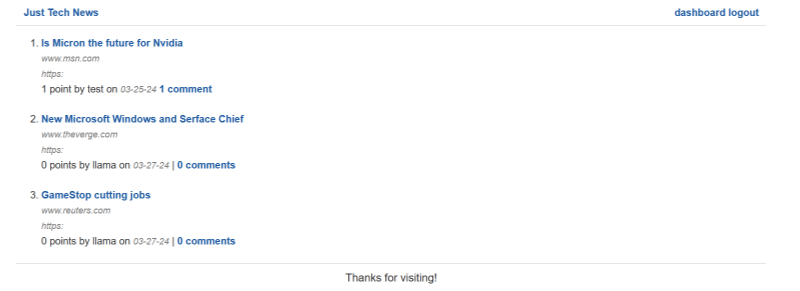 Just Tech News
dashboard logout
1. Is Micron the future for Nvidia
www.msn.com
https:
1 point by test on 03-25-24 1 comment
2. New Microsoft Windows and Serface Chief
www.theverge.com
https:
0 points by llama on 03-27-24 | 0 comments
3. GameStop cutting jobs
www.reuters.com
https:
0 points by llama on 03-27-24 | 0 comments
Thanks for visiting!